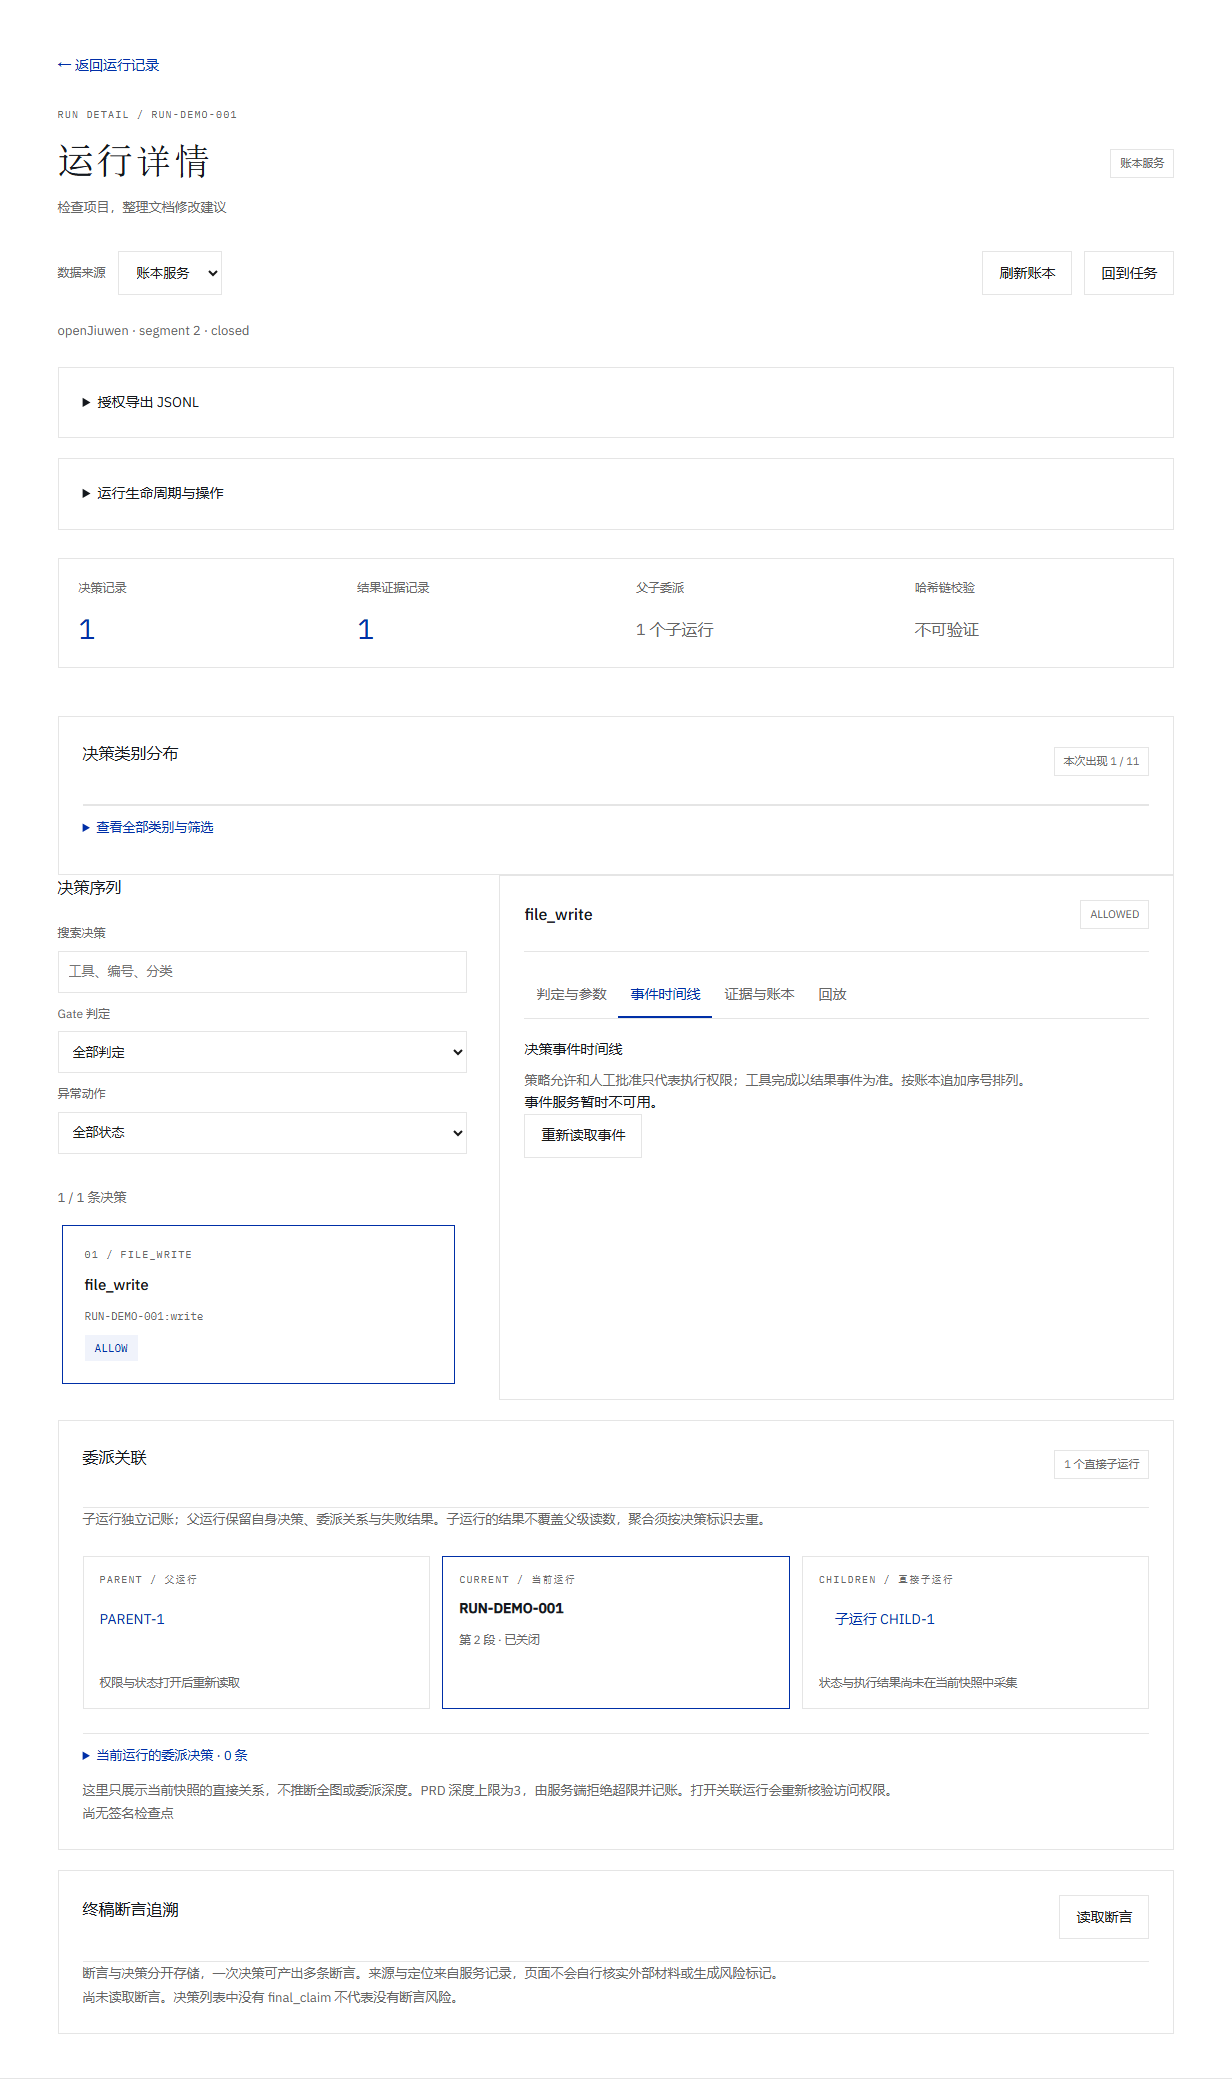 ← 返回运行记录
RUN DETAIL / RUN-DEMO-001
运行详情
账本服务
检查项目，整理文档修改建议
数据来源
账本服务
刷新账本
回到任务
openJiuwen · segment 2 · closed
▶ 授权导出 JSONL
▶ 运行生命周期与操作
决策记录
1
结果证据记录
1
父子委派
1 个子运行
哈希链校验
不可验证
决策类别分布
本次出现 1 / 11
▶ 查看全部类别与筛选
决策序列
搜索决策
工具、编号、分类
Gate 判定
全部判定
异常动作
全部状态
1 / 1 条决策
01 / FILE_WRITE
file_write
RUN-DEMO-001:write
ALLOW
file_write
ALLOWED
判定与参数
事件时间线
证据与账本
回放
决策事件时间线
策略允许和人工批准只代表执行权限；工具完成以结果事件为准。按账本追加序号排列。
事件服务暂时不可用。
重新读取事件
委派关联
1 个直接子运行
子运行独立记账；父运行保留自身决策、委派关系与失败结果。子运行的结果不覆盖父级读数，聚合须按决策标识去重。
PARENT / 父运行
PARENT-1
权限与状态打开后重新读取
CURRENT / 当前运行
RUN-DEMO-001
第 2 段 · 已关闭
CHILDREN / 直接子运行
子运行 CHILD-1
状态与执行结果尚未在当前快照中采集
▶ 当前运行的委派决策 · 0 条
这里只展示当前快照的直接关系，不推断全图或委派深度。PRD 深度上限为3，由服务端拒绝超限并记账。打开关联运行会重新核验访问权限。
尚无签名检查点
终稿断言追溯
读取断言
断言与决策分开存储，一次决策可产出多条断言。来源与定位来自服务记录，页面不会自行核实外部材料或生成风险标记。
尚未读取断言。决策列表中没有 final_claim 不代表没有断言风险。